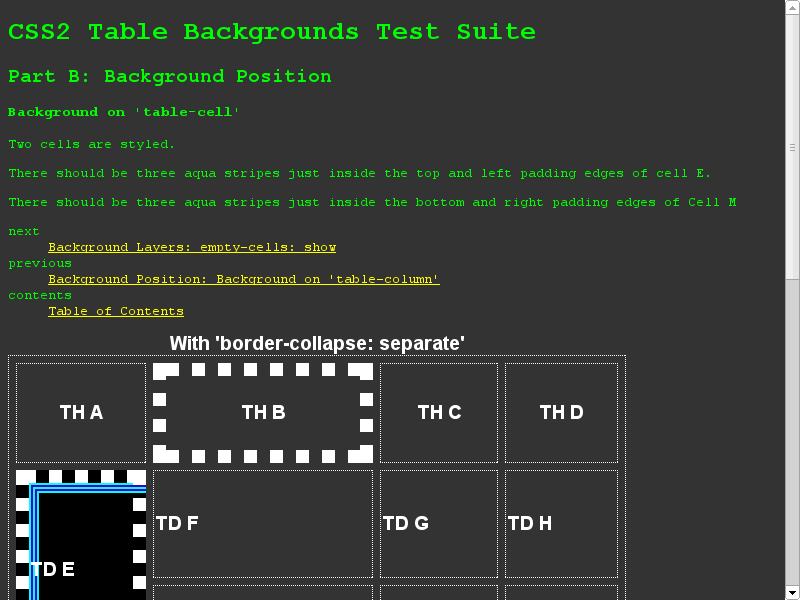 CSS2 Table Backgrounds Test Suite
Part B: Background Position
Background on 'table-cell'
Two cells are styled.
There should be three aqua stripes just inside the top and left padding edges of cell E.
There should be three aqua stripes just inside the bottom and right padding edges of Cell M
next
Background Layers: empty-cells: show
previous
Background Position: Background on 'table-column'
contents
Table of Contents
With 'border-collapse: separate'
TH A TH B TH C TH D
TD F TD G TD H
TD E